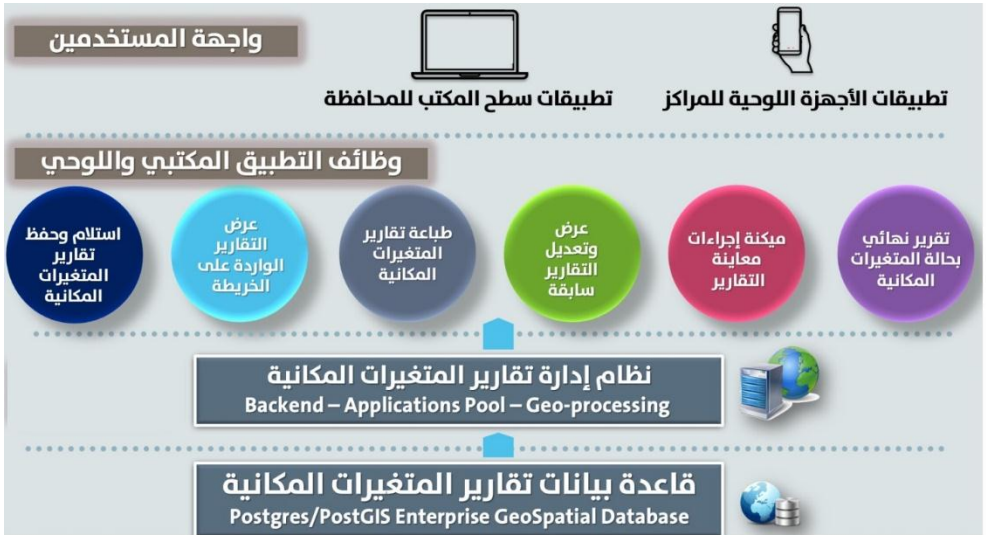 واجهة المستخدمين
تطبيقات الأجهزة اللوحية للمراكز
تطبيقات سطح المكتب للمحافظة
وظائف التطبيق المكتبي واللوحي
تقرير نهائي
بحالة المتغيرات
المكانية
ميكنة إجراءات
معاينة
التقارير
عرض
وتعديل
التقارير
سابقة
طباعة تقارير
المتغيرات
المكانية
عرض
التقارير
الواردة على
الخريطة
استلام وحفظ
تقارير
المتغيرات
المكانية
نظام إدارة تقارير المتغيرات المكانية
Backend – Applications Pool – Geo-processing
قاعدة بيانات تقارير المتغيرات المكانية
Postgres/PostGIS Enterprise GeoSpatial Database